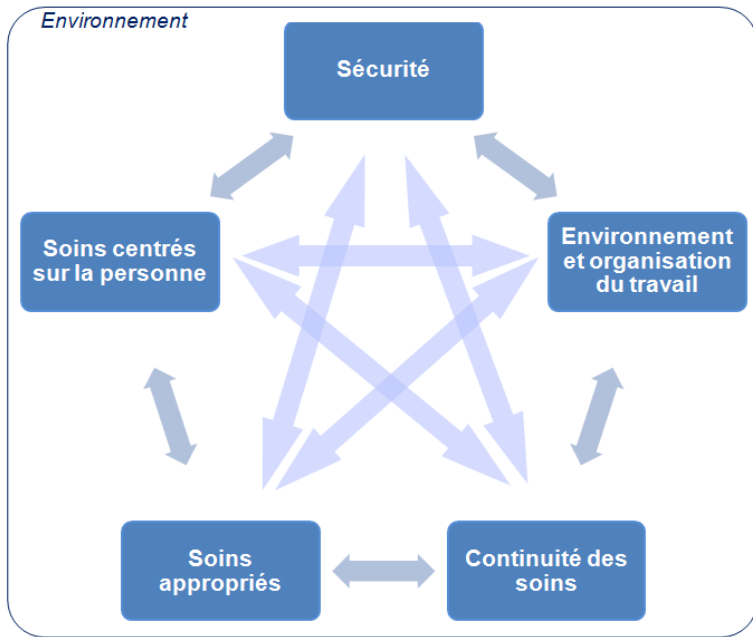 Environnement
Sécurité
Soins centrés
sur la personne
Environnement
et organisation
du travail
Soins
appropriés
Continuité des
soins